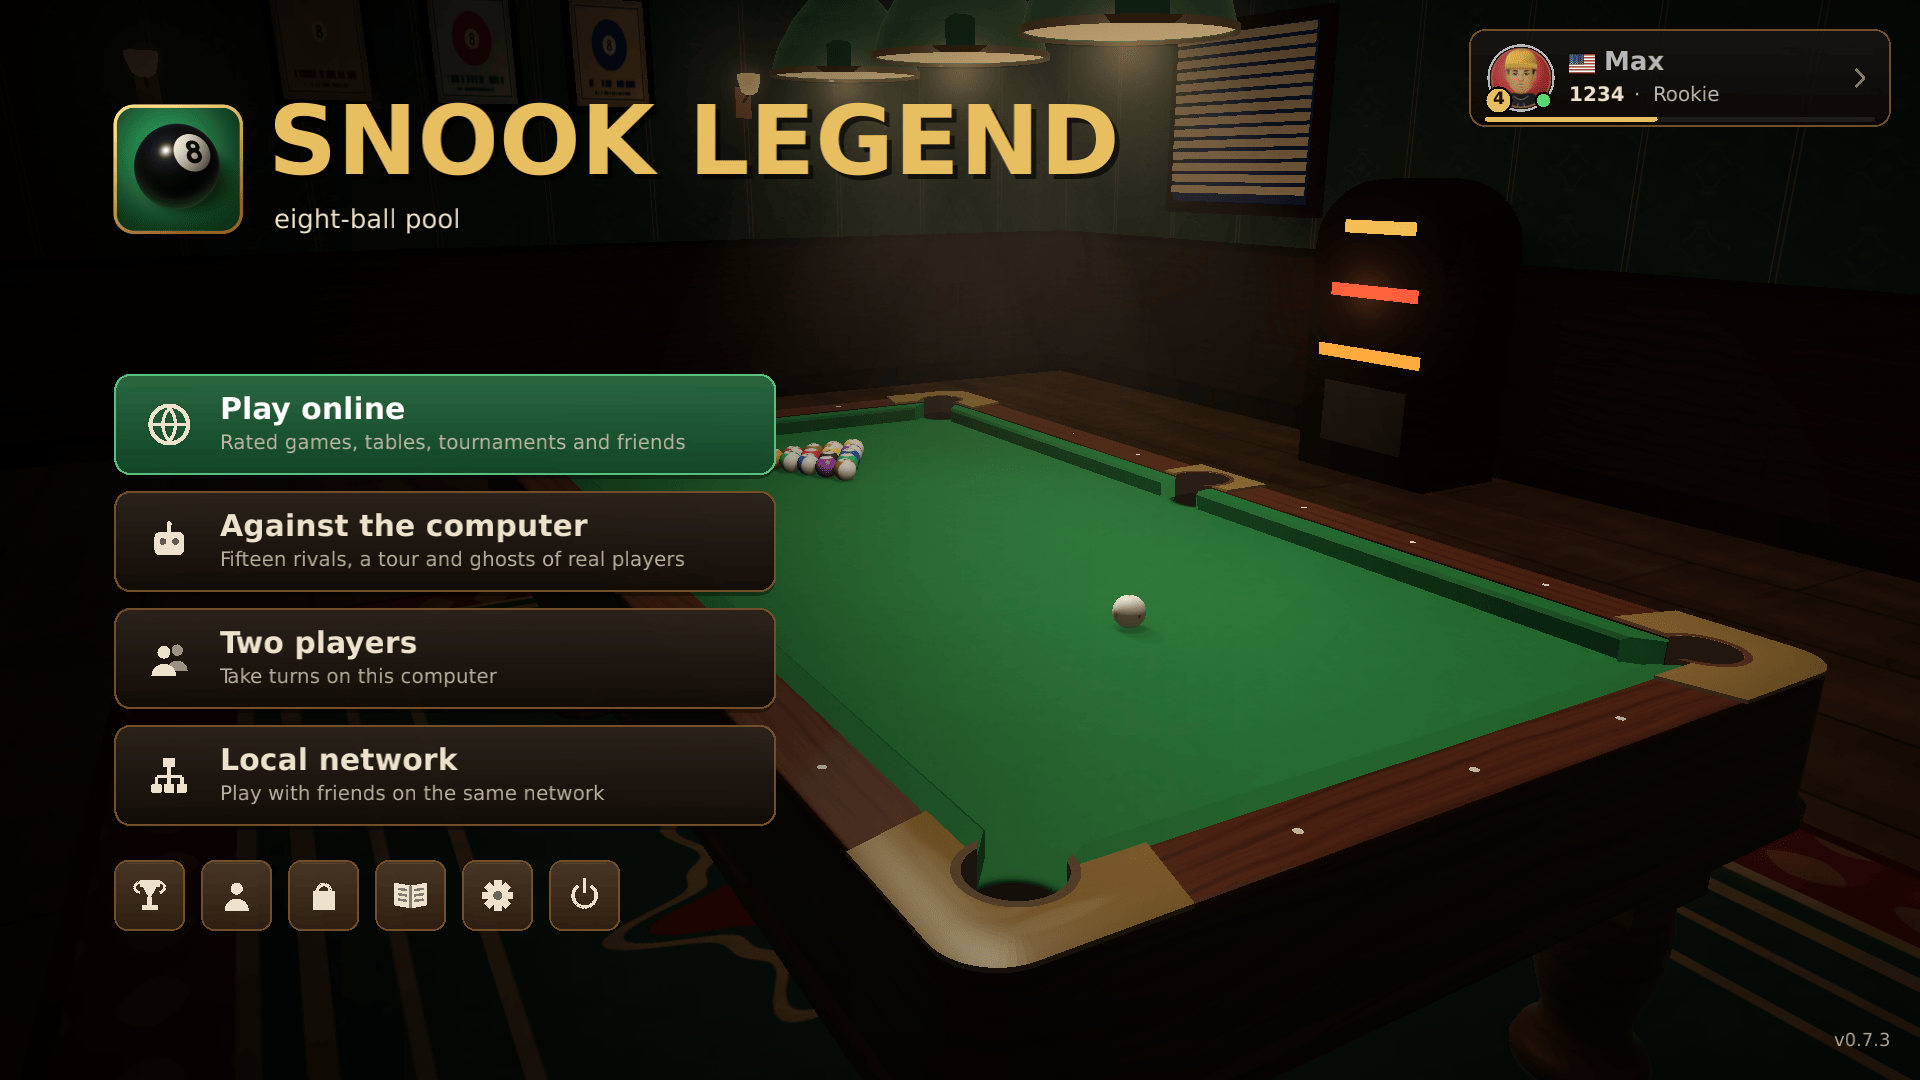 8
SNOOK LEGEND
eight-ball pool
Max
4
1234 · Rookie
Play online
Rated games, tables, tournaments and friends
Against the computer
Fifteen rivals, a tour and ghosts of real players
Two players
Take turns on this computer
Local network
Play with friends on the same network
v0.7.3